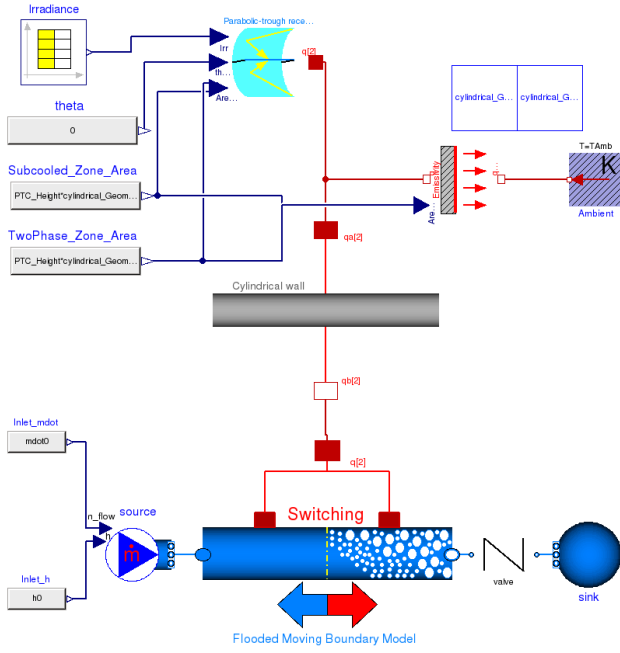 Irradiance
Parabolic-trough rece...
Irr
q[2]
th...
Are...
theta
0
cylindrical_G...
cylindrical_G...
T=TAmb
K
Emissivity
Ambient
Are...
Subcooled_Zone_Area
PTC_Height*cylindrical_Geom...
TwoPhase_Zone_Area
PTC_Height*cylindrical_Geom...
qa[2]
Cylindrical wall
qb[2]
Inlet_mdot
mdot0
q[2]
n_flow
source
Switching
h
ṁ
Inlet_h
h0
valve
sink
Flooded Moving Boundary Model